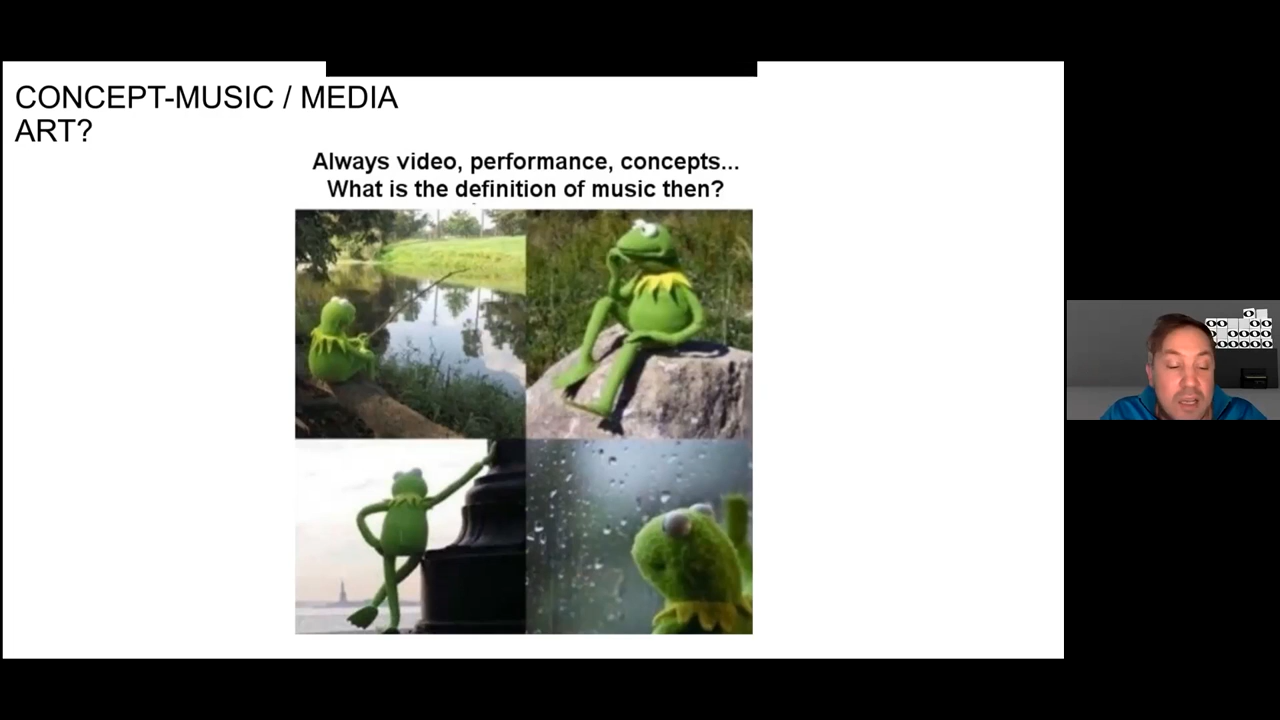 CONCEPT-MUSIC / MEDIA
ART?
Always video, performance, concepts...
What is the definition of music then?